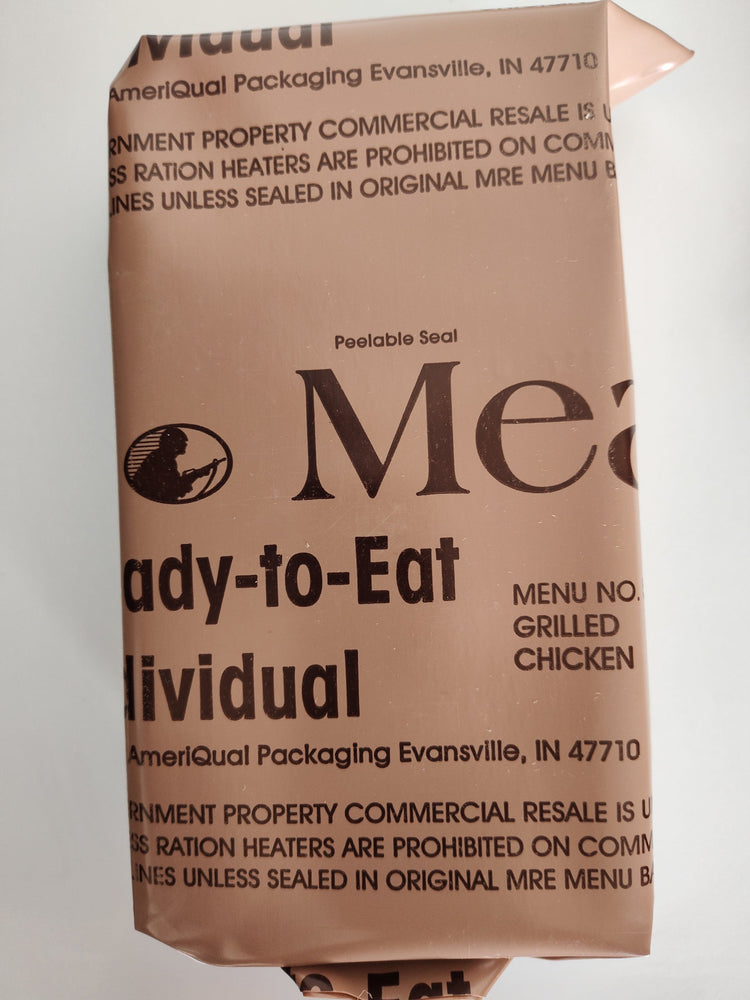 ividual
AmeriQual Packaging Evansville, IN 47710
RNMENT PROPERTY COMMERCIAL RESALE IS U
SS RATION HEATERS ARE PROHIBITED ON COMM
INES UNLESS SEALED IN ORIGINAL MRE MENU B
Peelable Seal
Mea
ady-to-Eat
MENU NO.
GRILLED
CHICKEN
dividual
AmeriQual Packaging Evansville, IN 47710
RNMENT PROPERTY COMMERCIAL RESALE IS U
SS RATION HEATERS ARE PROHIBITED ON COMM
INES UNLESS SEALED IN ORIGINAL MRE MENU BA
o-Eat